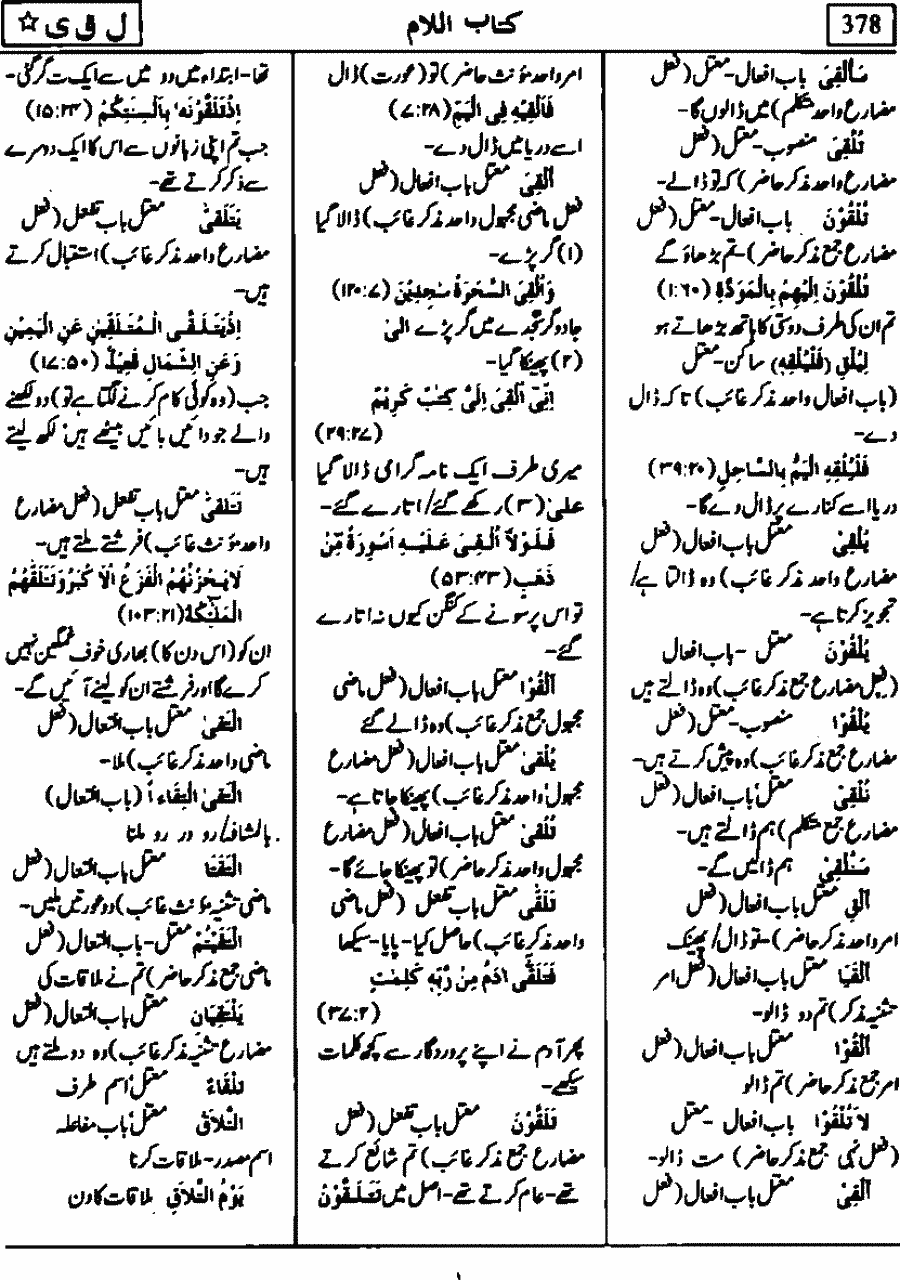 378
کتاب اللام
ل ق ی ☆
سَاُلْقِیْ باب افعال-معتل (فعل
مضارع واحد متکلم) میں ڈالوں گا-
تُلْقِیَ منصوب-معتل (فعل
مضارع واحد مذکر حاضر) کہ تو ڈالے-
تُلْقُوْنَ باب افعال-معتل (فعل
مضارع جمع مذکر حاضر)-تم بڑھاؤ گے
تُلْقُوْنَ اِلَیْهِمْ بِالْمَوَدَّةِ (۱:۶۰)
تم ان کی طرف دوستی کا ہاتھ بڑھاتے ہو
لِیُلْقِ (فَلْیُلْقِهِ) ساکن-معتل
(باب افعال واحد مذکر غائب) تاکہ ڈال
دے-
فَلْیُلْقِهِ الْیَمُّ بِالسَّاحِلِ (۳۹:۲۰)
دریا اسے کنارے پر ڈال دے گا-
یُلْقِیْ معتل باب افعال (فعل
مضارع واحد مذکر غائب) وہ ڈالتا ہے/
تجویز کرتا ہے-
یُلْقُوْنَ معتل -باب افعال
(فعل مضارع جمع مذکر غائب) وہ ڈالتے ہیں
یُلْقُوْا منصوب-معتل (فعل
مضارع جمع مذکر غائب) وہ پیش کرتے ہیں-
نُلْقِیْ معتل باب افعال (فعل
مضارع جمع متکلم) ہم ڈالتے ہیں-
سَنُلْقِیْ ہم ڈالیں گے-
اَلْقِ معتل باب افعال (فعل
امر واحد مذکر حاضر)-تو ڈال/ پھینک
اَلْقِیَا معتل باب افعال (فعل امر
تثنیہ مذکر) تم دو ڈالو-
اَلْقُوْا معتل باب افعال (فعل
امر جمع مذکر حاضر) تم ڈالو
لَا تُلْقُوْا باب افعال -معتل
(فعل نہی جمع مذکر حاضر) مت ڈالو-
اَلْقِیْ معتل باب افعال (فعل
امر واحد مؤنث حاضر) تو (عورت) ڈال
فَاَلْقِیْهِ فِی الْیَمِّ (۷:۲۸)
اسے دریا میں ڈال دے-
اُلْقِیَ معتل باب افعال (فعل
فعل ماضی مجہول واحد مذکر غائب) ڈالا گیا
(۱) گر پڑے-
وَاُلْقِیَ السَّحَرَةُ سٰجِدِیْنَ (۱۲۰:۷)
جادوگر سجدے میں گر پڑے الیٰ
(۲) پھینکا گیا-
اِنِّیْ اُلْقِیَ اِلَیَّ کِتٰبٌ کَرِیْمٌ
(۲۹:۲۷)
میری طرف ایک نامہ گرامی ڈالا گیا
علیٰ (۳) رکھے گئے/ اتارے گئے-
فَلَوْلَآ اُلْقِیَ عَلَیْهِ اَسْوِرَةٌ مِّنْ
ذَهَبٍ (۵۳:۴۳)
تو اس پر سونے کے کنگن کیوں نہ اتارے
گئے-
اُلْقُوْا معتل باب افعال (فعل ماضی
مجہول جمع مذکر غائب) وہ ڈالے گئے
یُلْقٰی معتل باب افعال (فعل مضارع
مجہول واحد مذکر غائب) پھینکا جاتا ہے-
تُلْقٰی معتل باب افعال (فعل مضارع
مجہول واحد مذکر حاضر) تو پھینکا جائے گا-
تَلَقّٰی معتل باب تفعل (فعل ماضی
واحد مذکر غائب) حاصل کیا-پایا-سیکھا
فَتَلَقّٰٓی اٰدَمُ مِنْ رَّبِّهٖ کَلِمٰتٍ
(۳۷:۲)
پھر آدم نے اپنے پروردگار سے کچھ کلمات
سیکھے-
تَلَقَّوْنَ معتل باب تفعل (فعل
مضارع جمع مذکر غائب) تم شائع کرتے
تھے-عام کرتے تھے-اصل میں تَتَلَقَّوْنَ
تھا-ابتداء میں دو میں سے ایک ت گر گئی-
اِذْتَلَقَّوْنَهٗ بِاَلْسِنَتِکُمْ (۱۵:۲۴)
جب تم اپنی زبانوں سے اس کا ایک دوسرے
سے ذکر کرتے تھے-
یَتَلَقّٰی معتل باب تفعل (فعل
مضارع واحد مذکر غائب) استقبال کرتے
ہیں-
اِذْیَتَلَقَّی الْمُتَلَقِّیٰنِ عَنِ الْیَمِیْنِ
وَعَنِ الشِّمَالِ قَعِیْدٌ (۱۷:۵۰)
جب (وہ کوئی کام کرنے لگتا ہے تو) دو لکھنے
والے جو دائیں بائیں بیٹھے ہیں، لکھ لیتے
ہیں-
تَتَلَقّٰی معتل باب تفعل (فعل مضارع
واحد مؤنث غائب) فرشتے ملتے ہیں-
لَایَحْزُنُهُمُ الْفَزَعُ الْاَکْبَرُ وَتَتَلَقّٰهُمُ
الْمَلٰٓئِکَةُ (۱۰۳:۲۱)
ان کو (اس دن کا) بھاری خوف غمگین نہیں
کرے گا اور فرشتے ان کو لینے آئیں گے-
اِلْتَقٰی معتل باب افتعال (فعل
ماضی واحد مذکر غائب) ملا-
اِلْتَقٰی اِلْتِقَاءً (باب افتعال)
بالشافہ/ رو در رو ملنا
اِلْتَقَتَا معتل باب افتعال (فعل
ماضی تثنیہ مؤنث غائب) دو عورتیں ملیں-
اِلْتَقَیْتُمْ معتل-باب افتعال (فعل
ماضی جمع مذکر حاضر) تم نے ملاقات کی
یَلْتَقِیَانِ معتل باب افتعال (فعل
مضارع تثنیہ مذکر غائب) وہ دو ملتے ہیں
تِلْقَاءَ معتل اسم ظرف
اَلتَّلَاقِ معتل باب مفاعلہ
اسم مصدر-ملاقات کرنا
یَوْمُ التَّلَاقِ ملاقات کا دن
۱